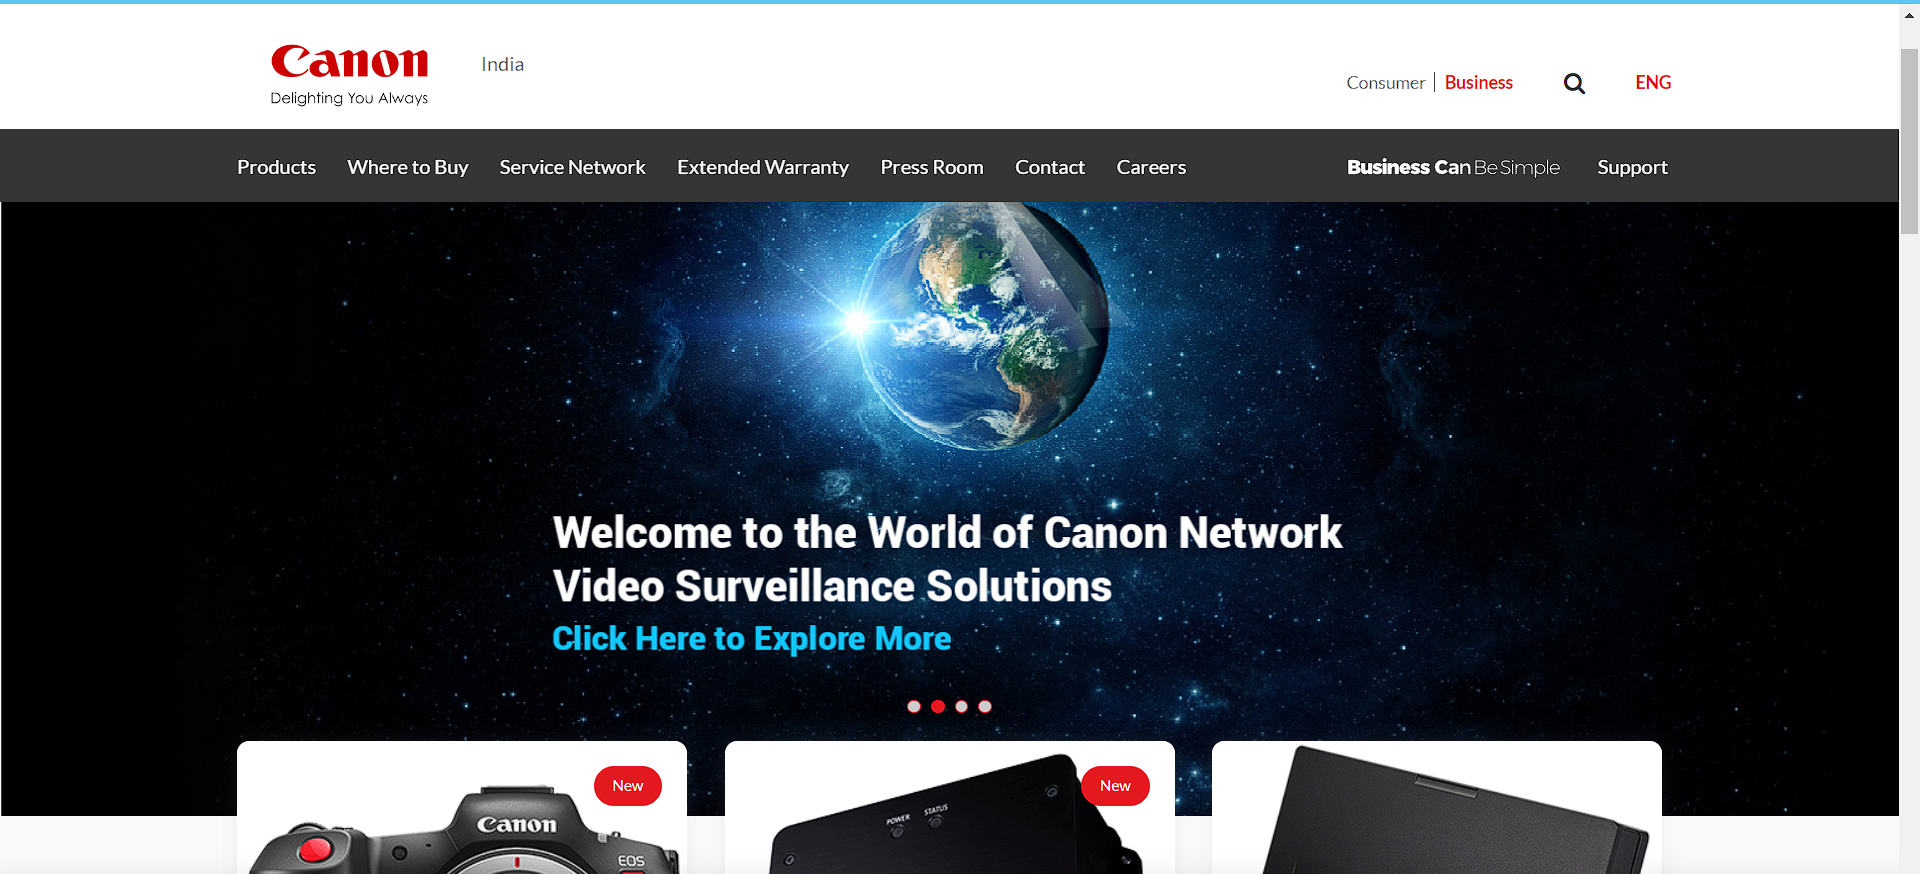 Canon
Delighting You Always
India
Consumer | Business
ENG
Products Where to Buy Service Network Extended Warranty Press Room Contact Careers Business Can Be Simple Support
Welcome to the World of Canon Network
Video Surveillance Solutions
Click Here to Explore More
New
Canon
EOS
New
POWER STATUS